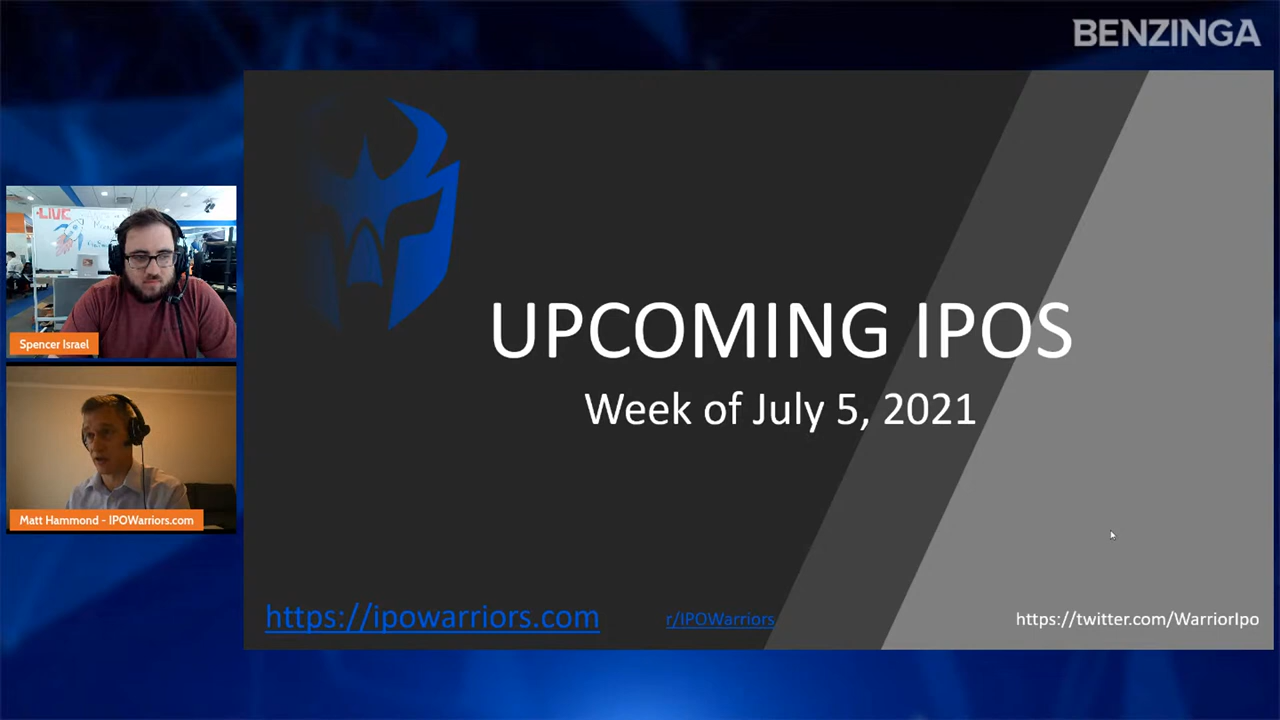 BENZINGA
LIVE
Spencer Israel
Matt Hammond - IPOWarriors.com
UPCOMING IPOS
Week of July 5, 2021
https://ipowarriors.com
r/IPOWarriors
https://twitter.com/WarriorIpo